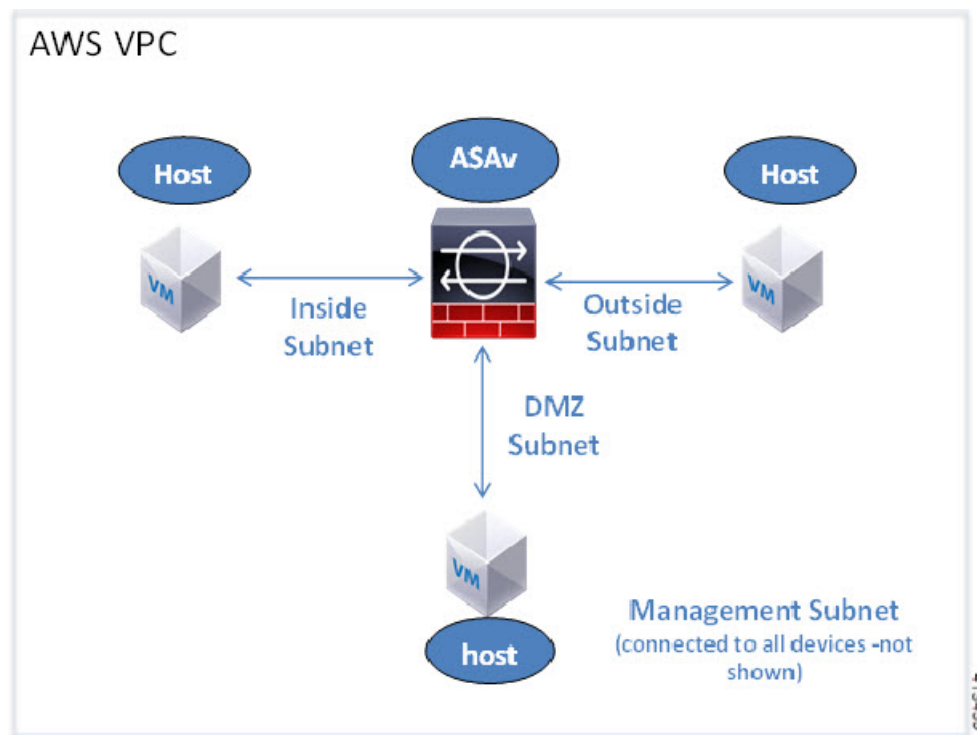 AWS VPC
Host
ASAv
Host
VM
VM
Inside
Subnet
Outside
Subnet
DMZ
Subnet
VM
host
Management Subnet
(connected to all devices -not
shown)